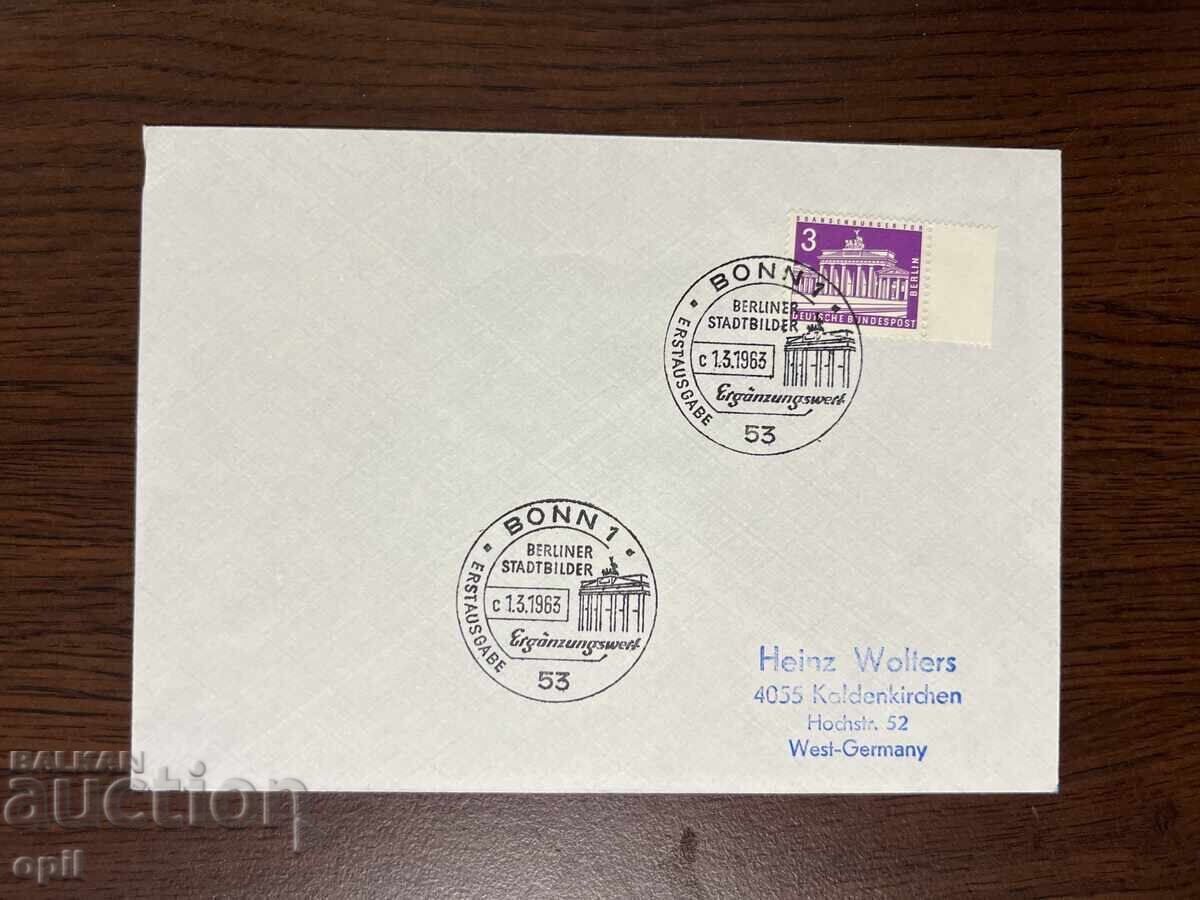 BRANDENBURGER TOR
3
BERLIN
DEUTSCHE BUNDESPOST
BONN 1
BERLINER
STADTBILDER
c 1.3.1963
Ergänzungswert
ERSTAUSGABE
53
BONN 1
BERLINER
STADTBILDER
c 1.3.1963
Ergänzungswert
ERSTAUSGABE
53
Heinz Wolters
4055 Kaldenkirchen
Hochstr. 52
West-Germany
BALKAN
auction
opil